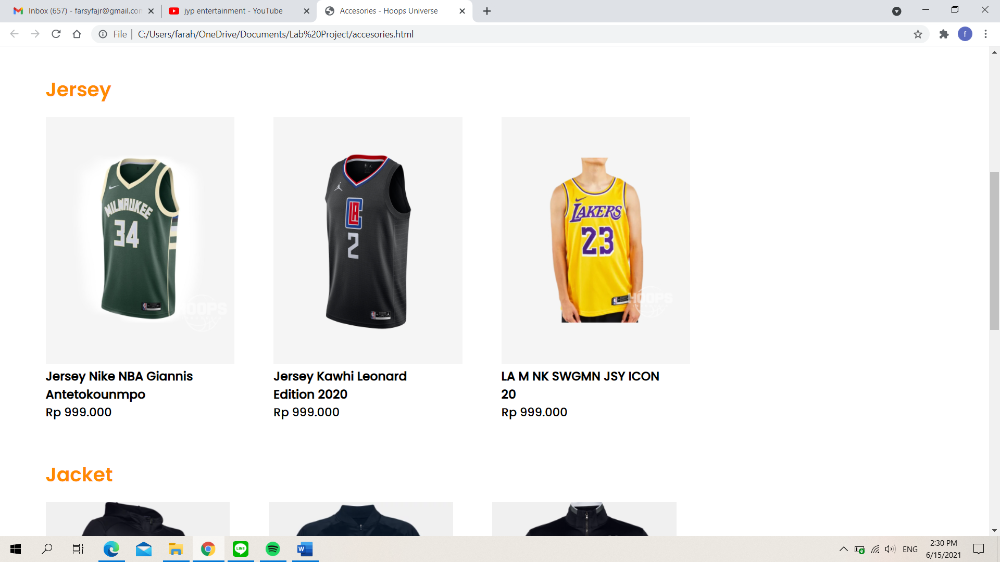 Inbox (657) - farsyfajr@gmail.con
jyp entertainment - YouTube
Accesories - Hoops Universe
File
C:/Users/farah/OneDrive/Documents/Lab%20Project/accesories.html
f
Jersey
MILWAUKEE
34
HOOPS
LA
2
LAKERS
23
HOOPS
Jersey Nike NBA Giannis
Antetokounmpo
Rp 999.000
Jersey Kawhi Leonard
Edition 2020
Rp 999.000
LA M NK SWGMN JSY ICON
20
Rp 999.000
Jacket
LINE
W
ENG
2:30 PM
6/15/2021